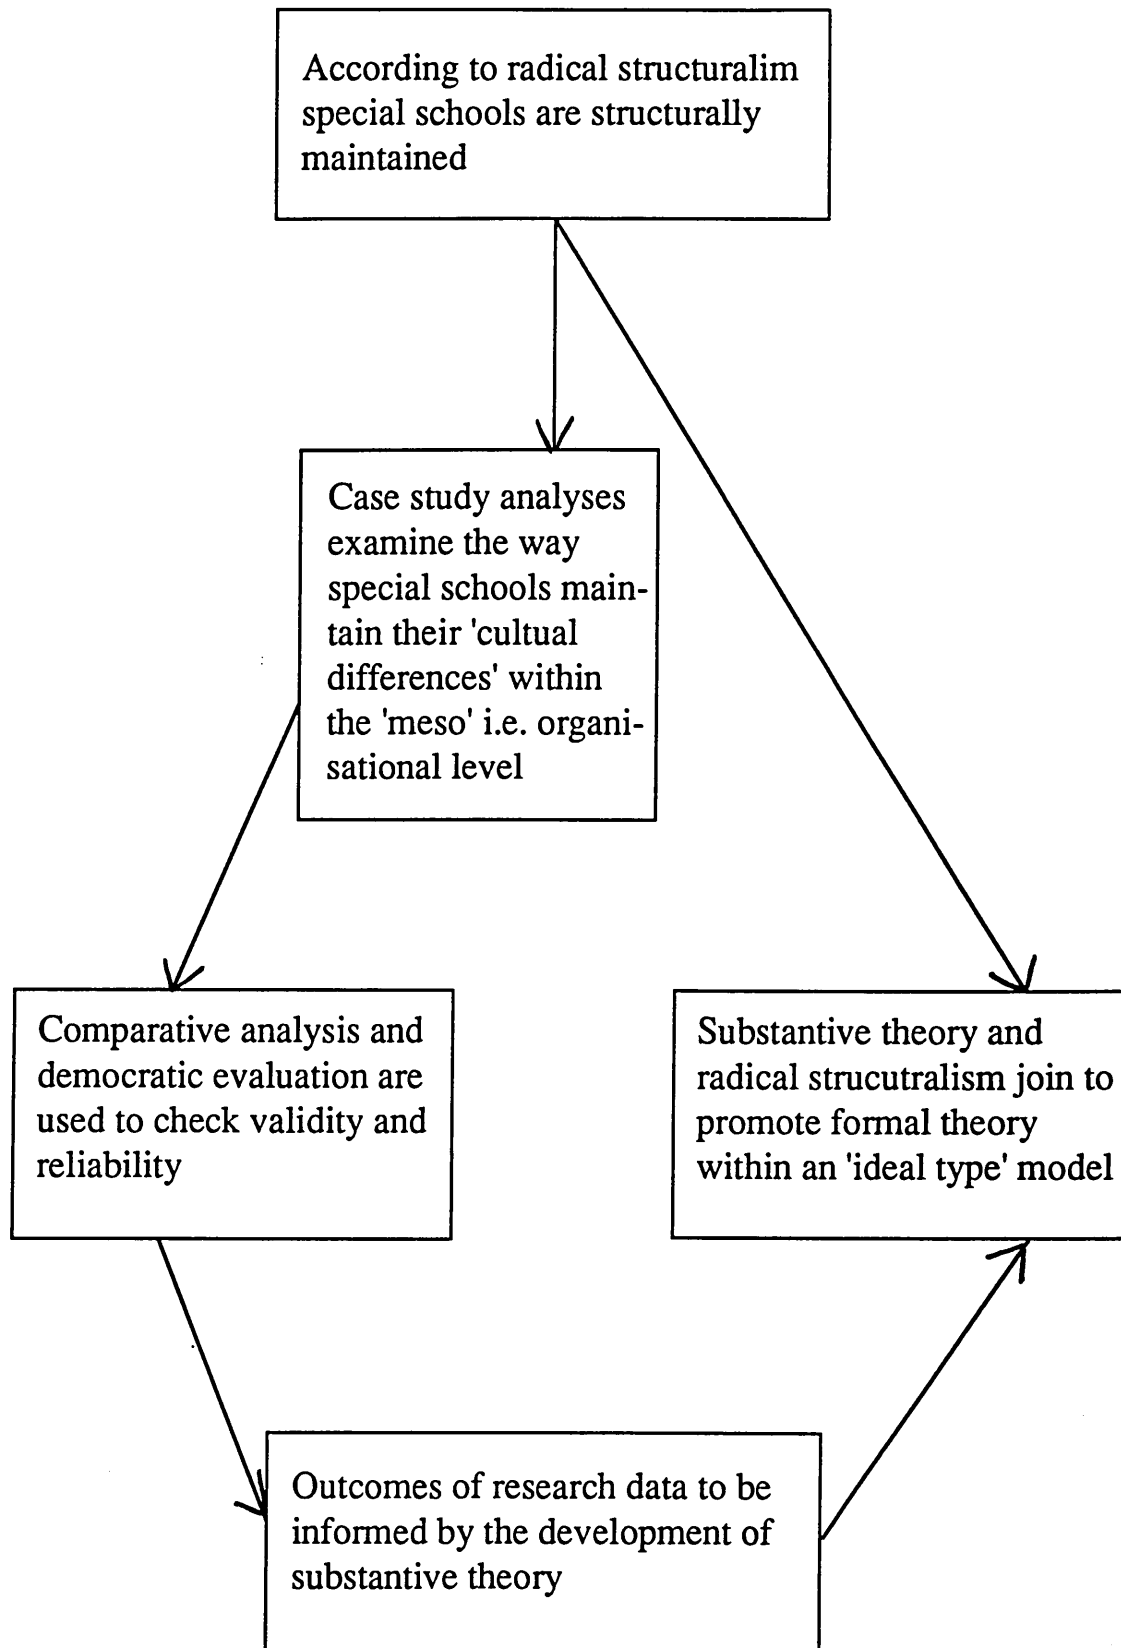 According to radical structuralim
special schools are structurally
maintained
Case study analyses
examine the way
special schools main-
tain their 'cultual
differences' within
the 'meso' i.e. organi-
sational level
Comparative analysis and
democratic evaluation are
used to check validity and
reliability
Substantive theory and
radical strucutralism join to
promote formal theory
within an 'ideal type' model
Outcomes of research data to be
informed by the development of
substantive theory